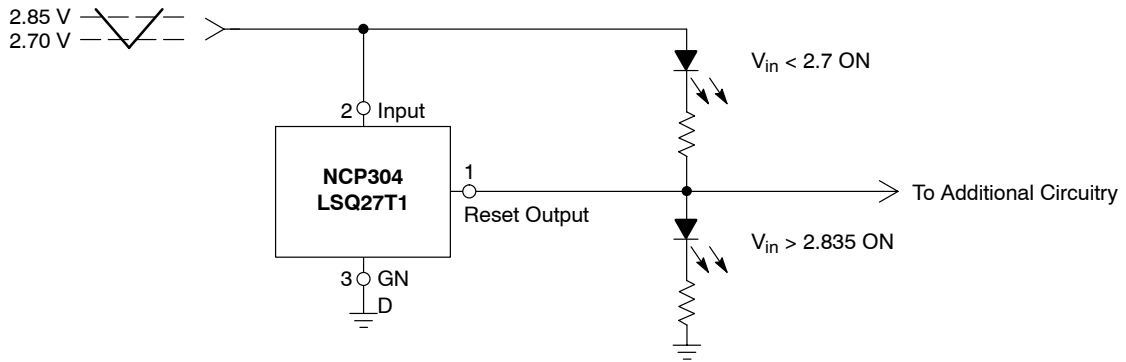 2.85 V
2.70 V
Vin < 2.7 ON
2 Input
NCP304
LSQ27T1
1
Reset Output
To Additional Circuitry
Vin > 2.835 ON
3 GN
D